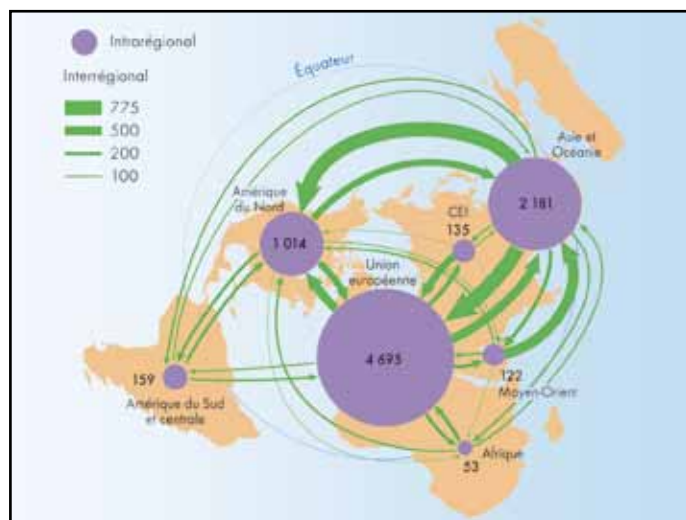 Intrarégional
Interrégional
775
500
200
100
Équateur
Asie et
Océanie
2 181
Amérique
du Nord
1 014
CEI
135
Union
européenne
4 695
159
Amérique du Sud
et centrale
122
Moyen-Orient
Afrique
53